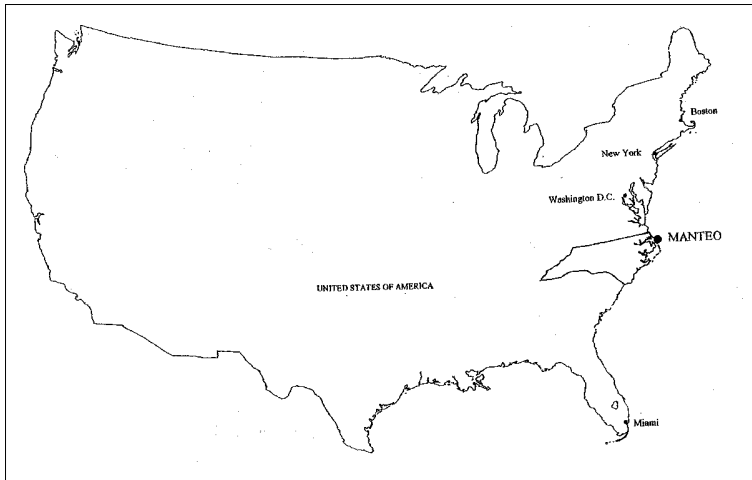 Boston
New York
Washington D.C.
MANTEO
UNITED STATES OF AMERICA
Miami